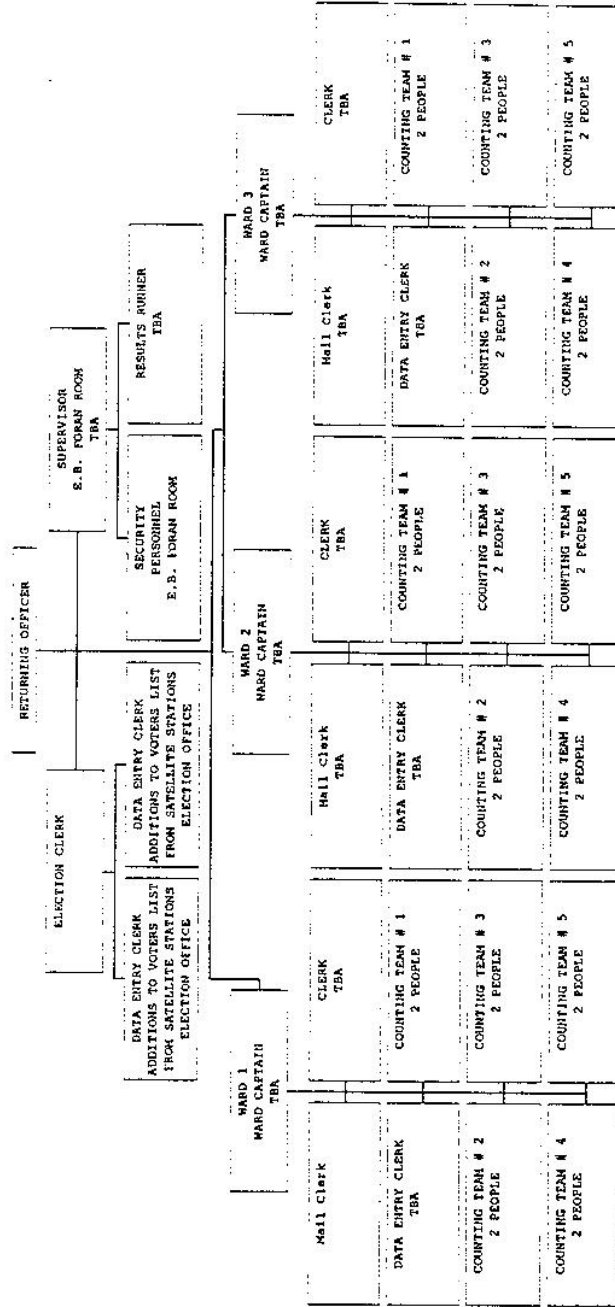 RETURNING OFFICER
ELECTION CLERK
SUPERVISOR
E.B. FORAN ROOM
TBA
DATA ENTRY CLERK
ADDITIONS TO VOTERS LIST
FROM SATELLITE STATIONS
ELECTION OFFICE
DATA ENTRY CLERK
ADDITIONS TO VOTERS LIST
FROM SATELLITE STATIONS
ELECTION OFFICE
SECURITY
PERSONNEL
E.B. FORAN ROOM
RESULTS RUNNER
TBA
WARD 1
WARD CAPTAIN
TBA
WARD 2
WARD CAPTAIN
TBA
WARD 3
WARD CAPTAIN
TBA
Mail Clerk
CLERK
TBA
Mail Clerk
TBA
CLERK
TBA
Mail Clerk
TBA
CLERK
TBA
DATA ENTRY CLERK
TBA
COUNTING TEAM # 1
2 PEOPLE
DATA ENTRY CLERK
TBA
COUNTING TEAM # 1
2 PEOPLE
DATA ENTRY CLERK
TBA
COUNTING TEAM # 1
2 PEOPLE
COUNTING TEAM # 2
2 PEOPLE
COUNTING TEAM # 3
2 PEOPLE
COUNTING TEAM # 2
2 PEOPLE
COUNTING TEAM # 3
2 PEOPLE
COUNTING TEAM # 2
2 PEOPLE
COUNTING TEAM # 3
2 PEOPLE
COUNTING TEAM # 4
2 PEOPLE
COUNTING TEAM # 5
2 PEOPLE
COUNTING TEAM # 4
2 PEOPLE
COUNTING TEAM # 5
2 PEOPLE
COUNTING TEAM # 4
2 PEOPLE
COUNTING TEAM # 5
2 PEOPLE